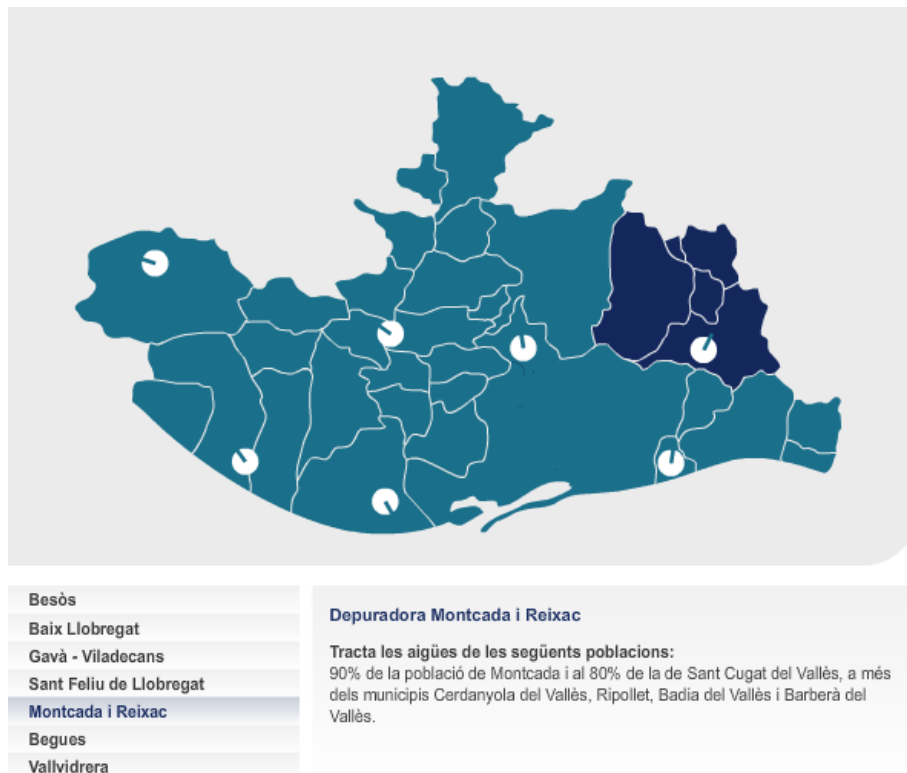 Besòs
Baix Llobregat
Gavà - Viladecans
Sant Feliu de Llobregat
Montcada i Reixac
Begues
Vallvidrera
Depuradora Montcada i Reixac
Tracta les aigües de les següents poblacions:
90% de la població de Montcada i al 80% de la de Sant Cugat del Vallès, a més
dels municipis Cerdanyola del Vallès, Ripollet, Badia del Vallès i Barberà del
Vallès.